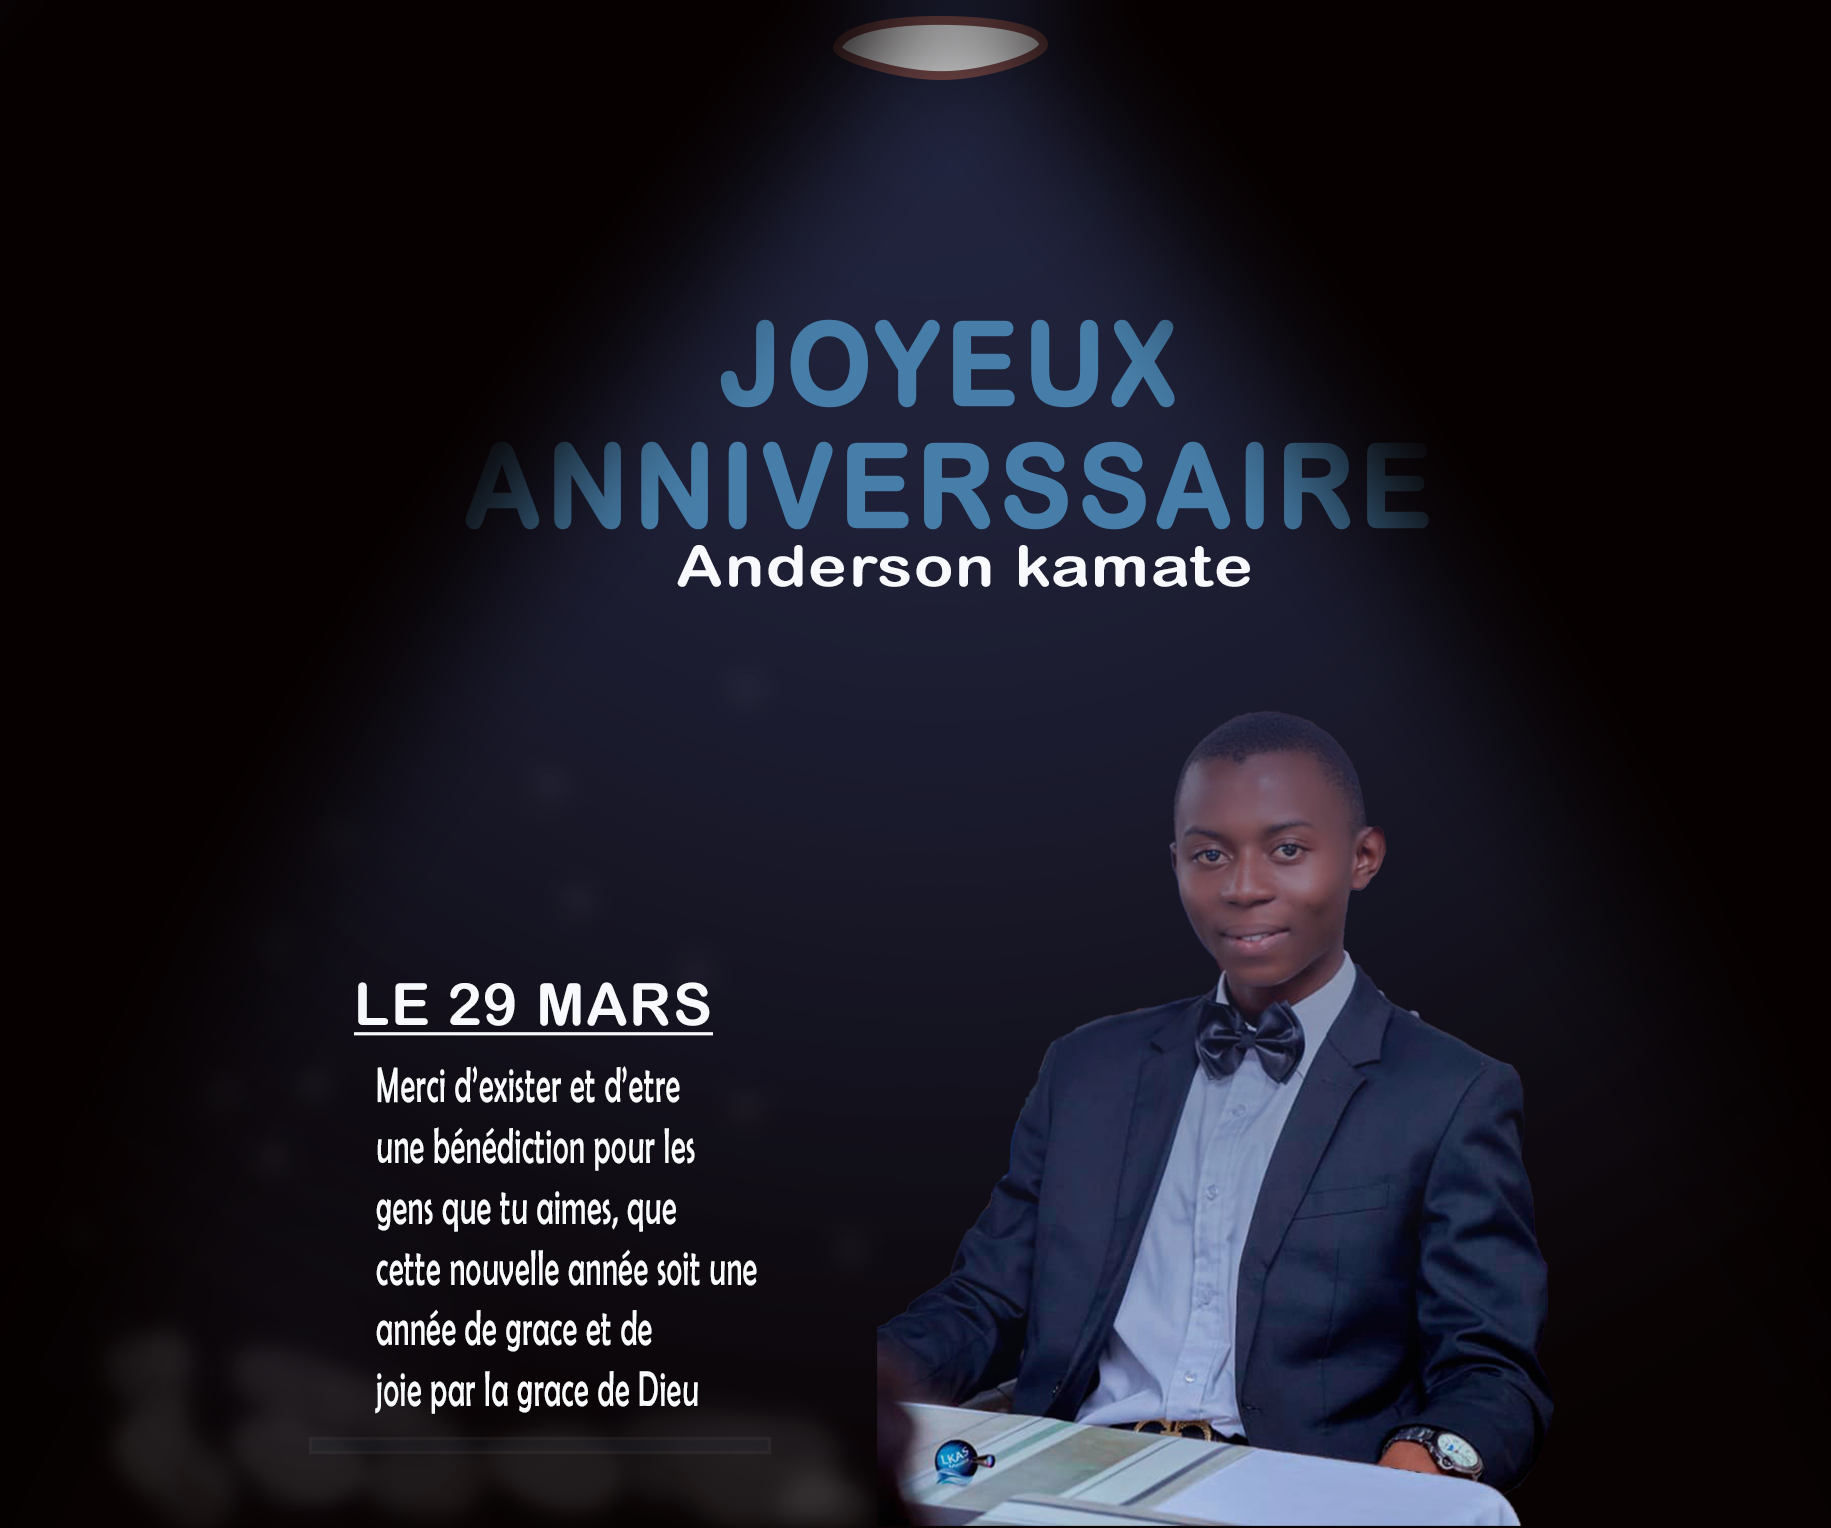 JOYEUX
ANNIVERSSAIRE
Anderson kamate
LE 29 MARS
Merci d’exister et d’etre
une bénédiction pour les
gens que tu aimes, que
cette nouvelle année soit une
année de grace et de
joie par la grace de Dieu
LKAS